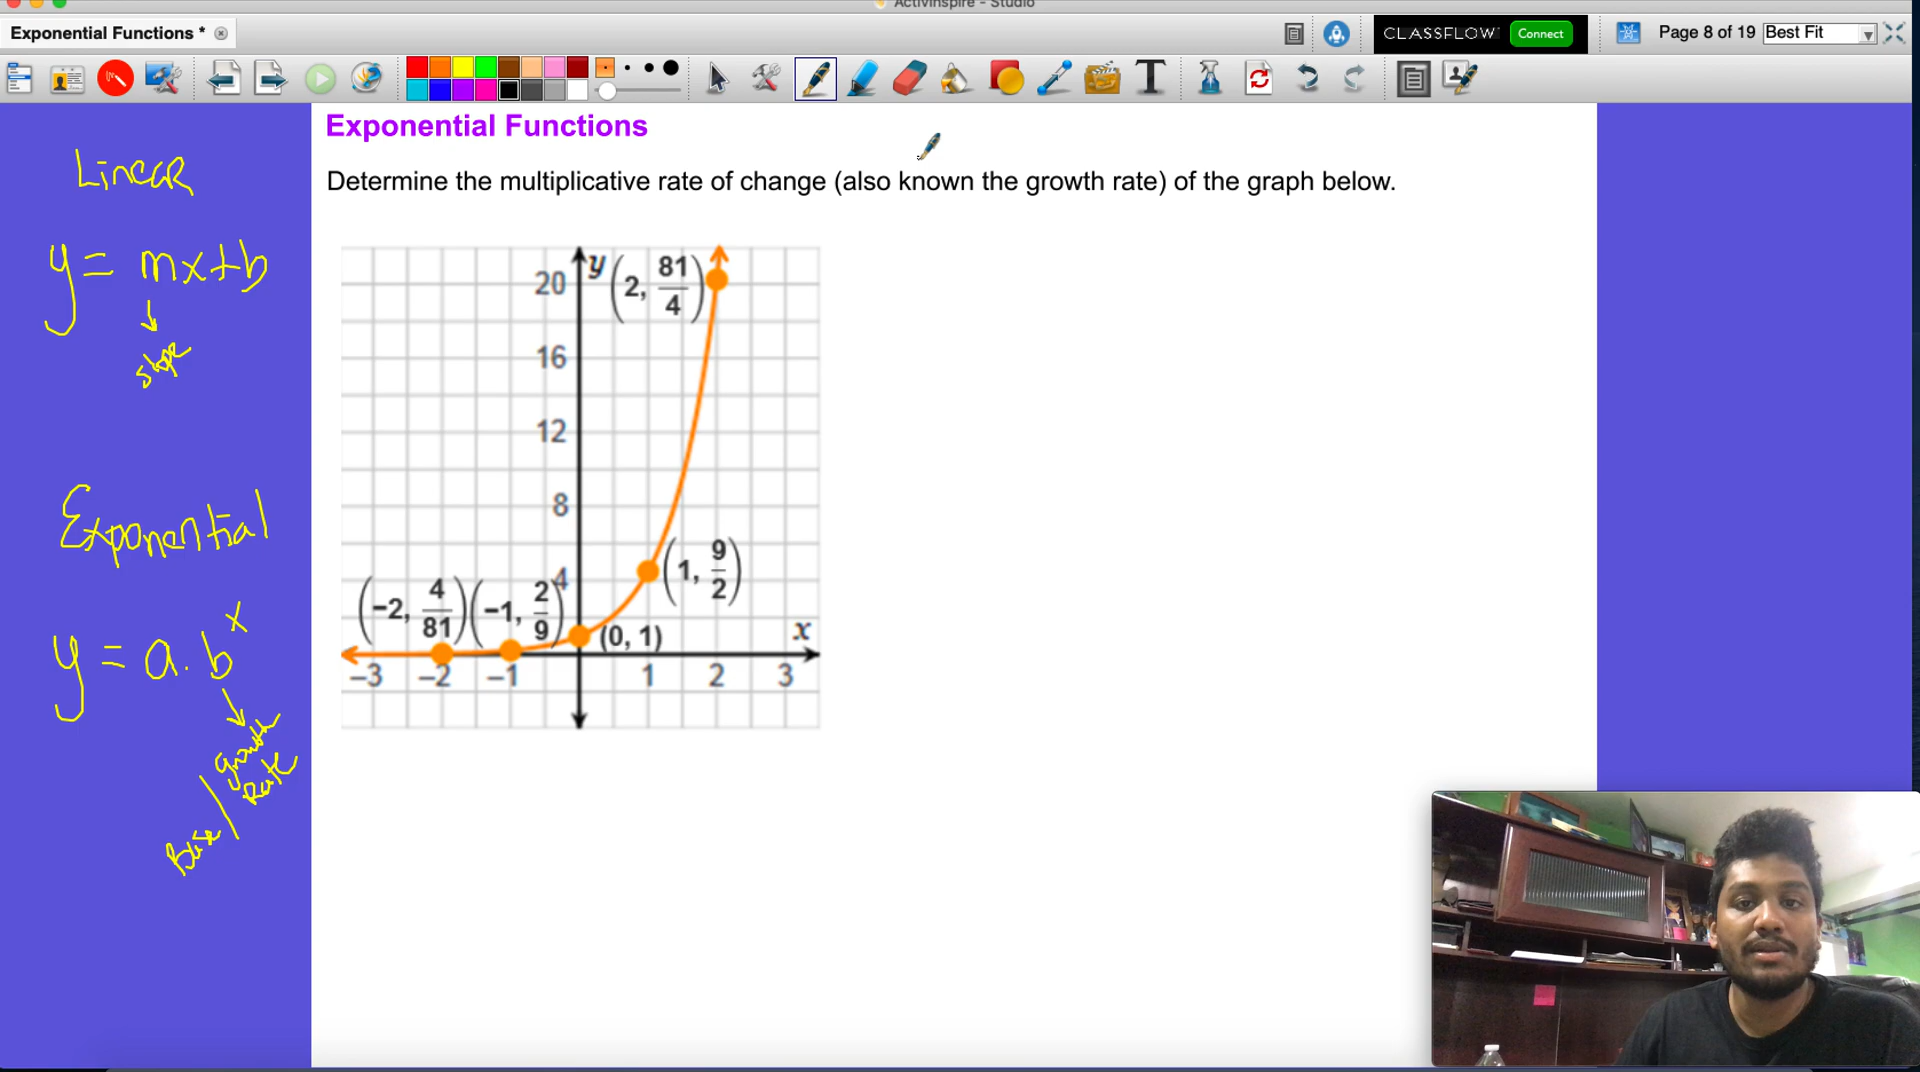 ActivInspire - Studio
Exponential Functions *
CLASSFLOW
Connect
Page 8 of 19
Best Fit
T
Exponential Functions
Determine the multiplicative rate of change (also known the growth rate) of the graph below.
Linear
y = mx+b
slope
Exponential
y = a · b^x
growth
Rate
Base
y
(2, 81/4)
20
16
12
8
4
(1, 9/2)
(-2, 4/81) (-1, 2/9)
(0, 1)
x
-3 -2 -1 1 2 3